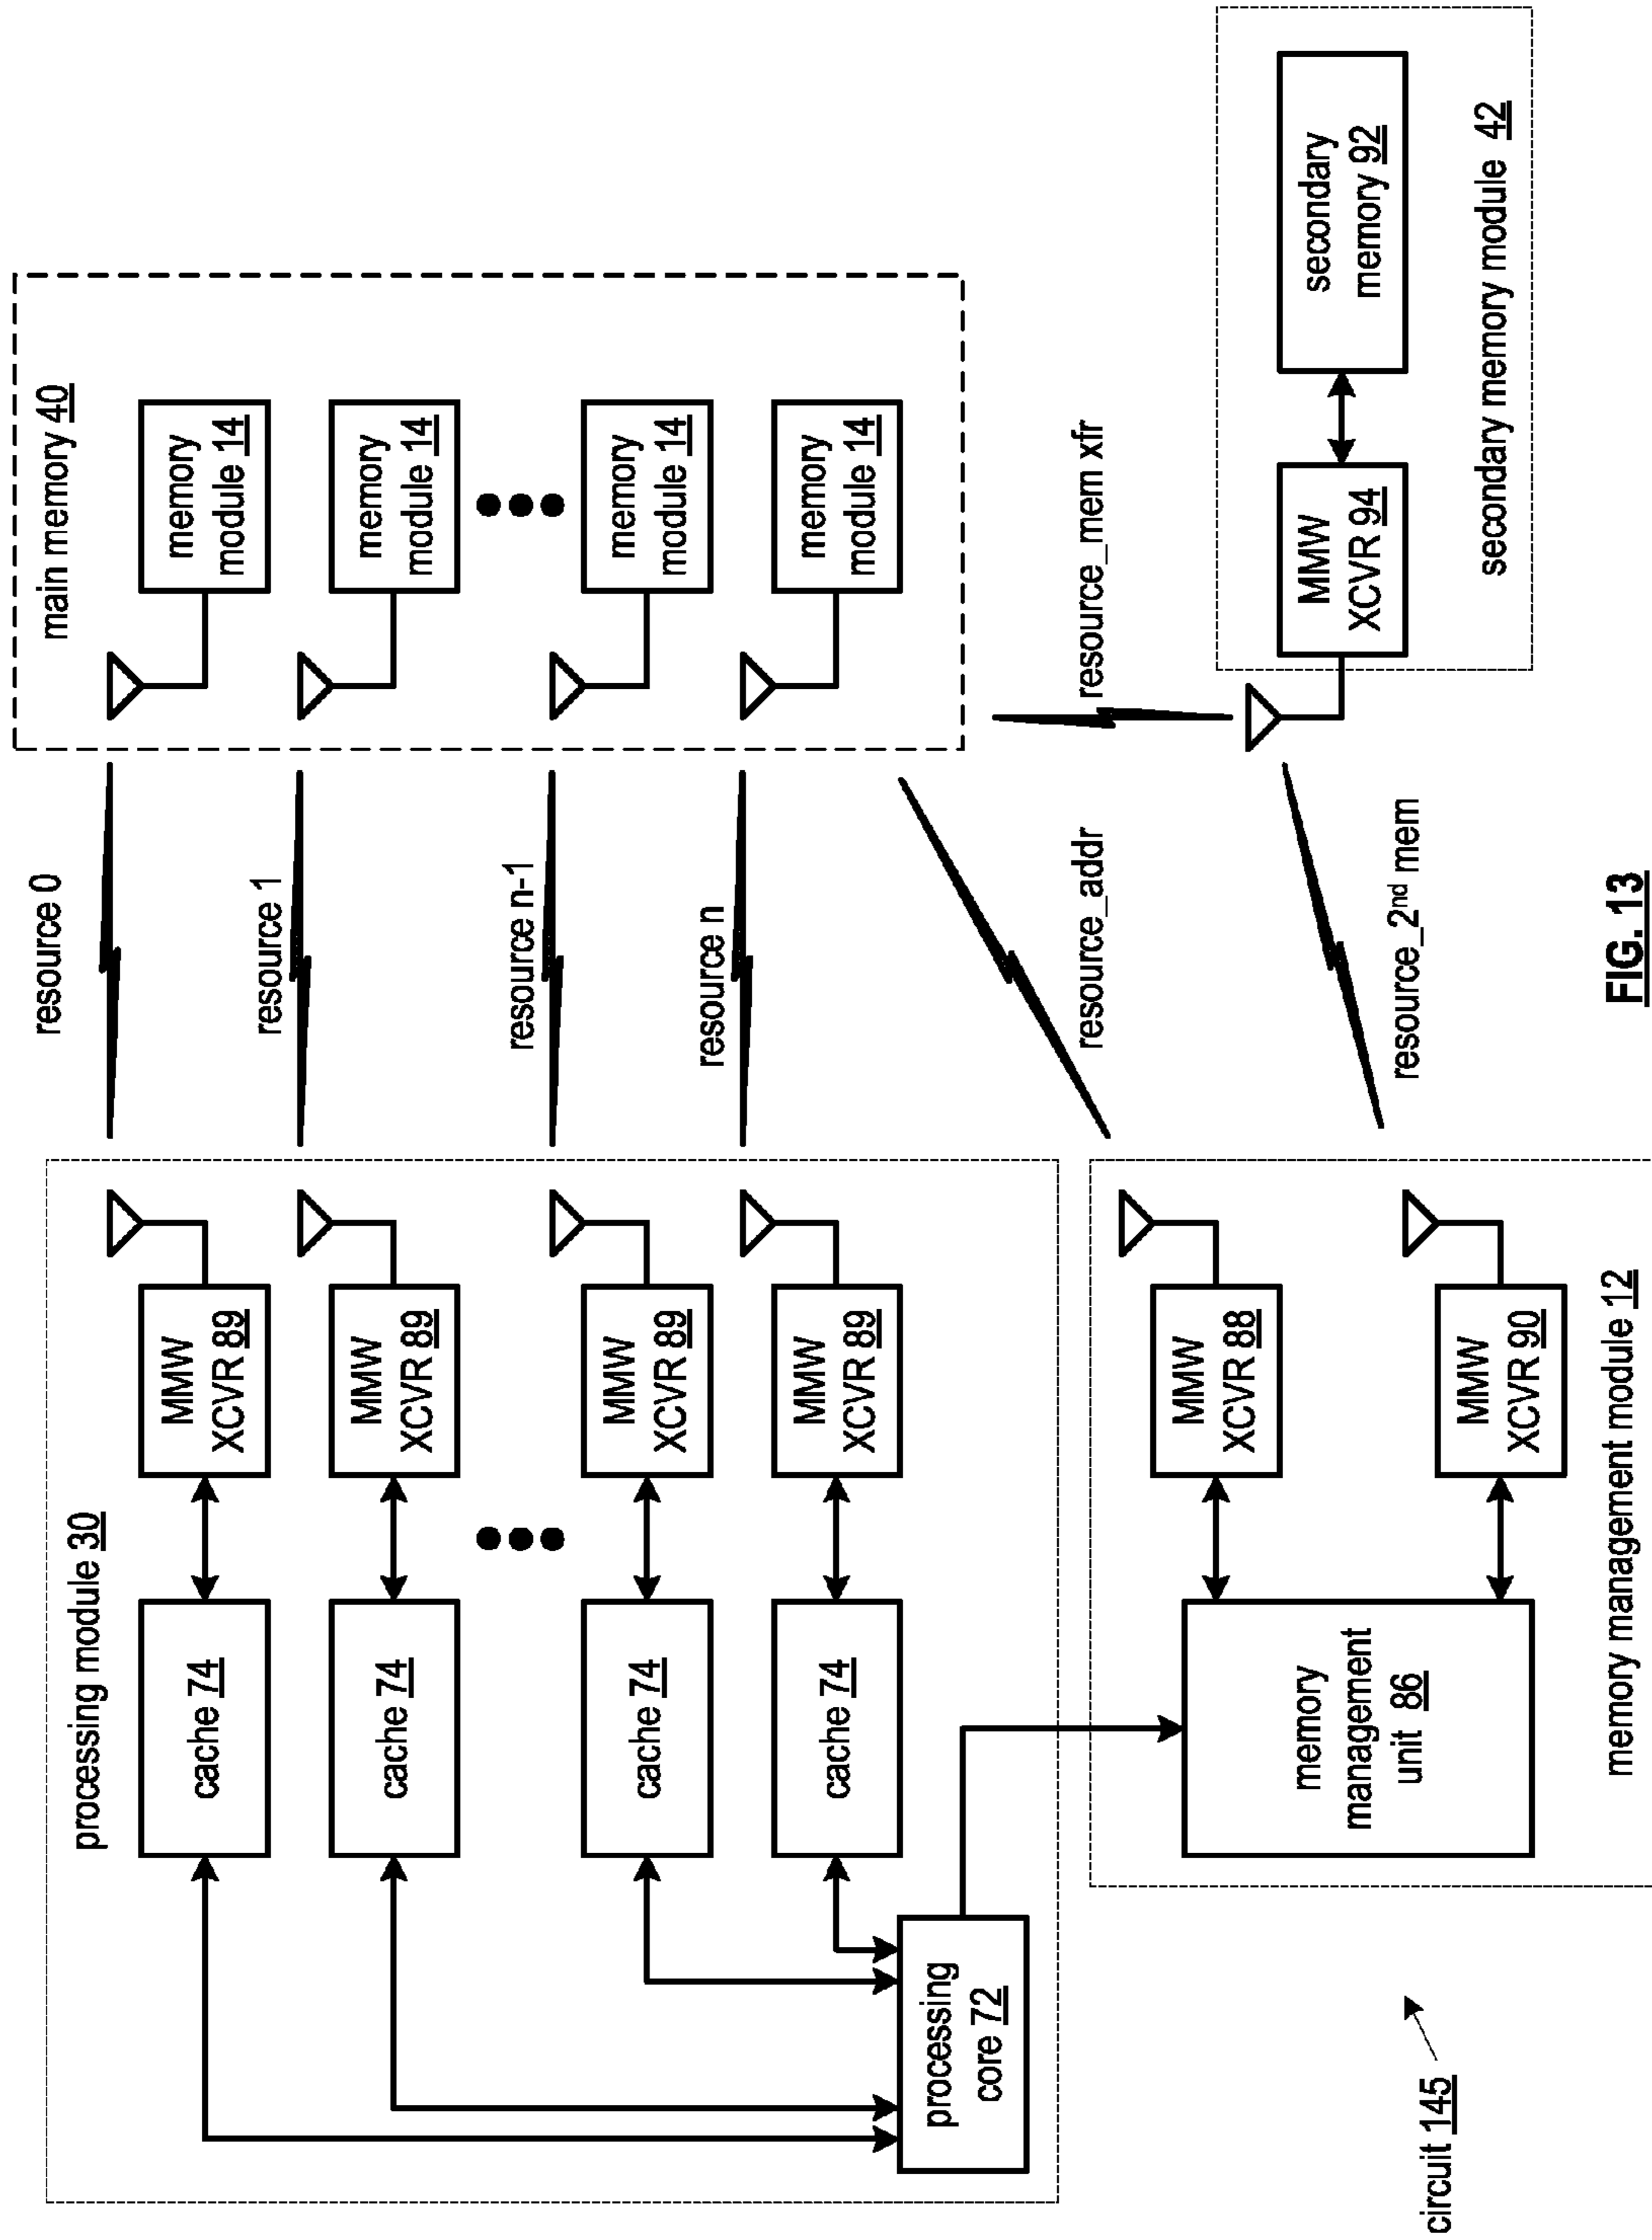 processing module 30
cache 74
MMW
XCVR 89
cache 74
MMW
XCVR 89
cache 74
MMW
XCVR 89
cache 74
MMW
XCVR 89
processing
core 72
resource 0
resource 1
resource n-1
resource n
main memory 40
memory
module 14
memory
module 14
memory
module 14
memory
module 14
resource_addr
resource_mem xfr
memory
management
unit 86
MMW
XCVR 88
MMW
XCVR 90
memory management module 12
resource_2nd mem
MMW
XCVR 94
secondary
memory 92
secondary memory module 42
circuit 145
FIG. 13